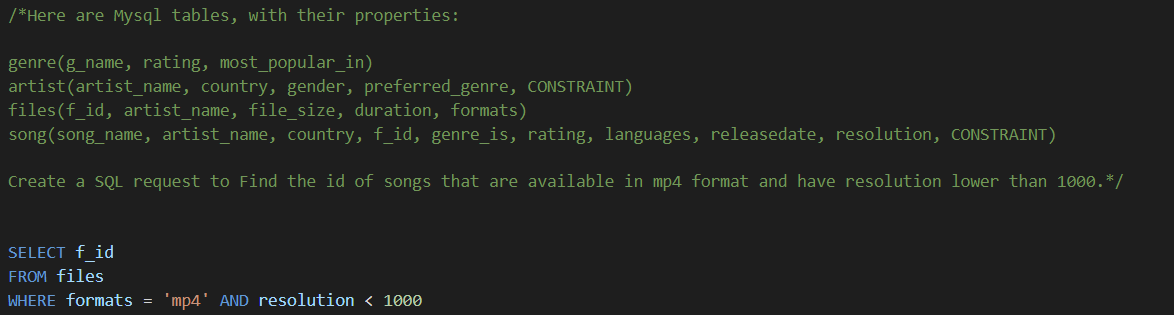 /*Here are Mysql tables, with their properties:
genre(g_name, rating, most_popular_in)
artist(artist_name, country, gender, preferred_genre, CONSTRAINT)
files(f_id, artist_name, file_size, duration, formats)
song(song_name, artist_name, country, f_id, genre_is, rating, languages, releasedate, resolution, CONSTRAINT)
Create a SQL request to Find the id of songs that are available in mp4 format and have resolution lower than 1000.*/
SELECT f_id
FROM files
WHERE formats = 'mp4' AND resolution < 1000